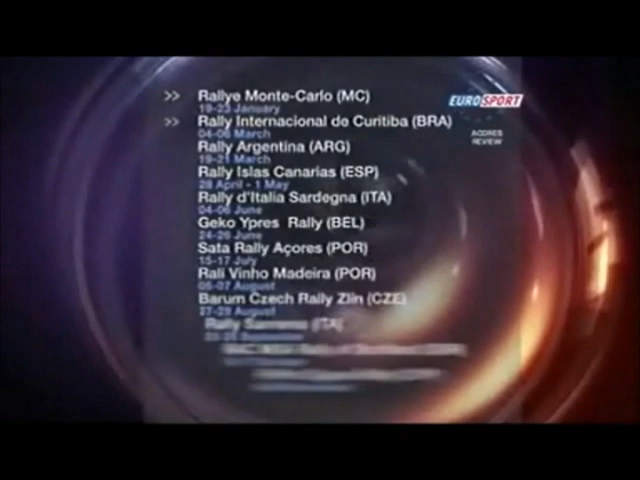 >> Rallye Monte-Carlo (MC)
19-23 January
EUROSPORT
>> Rally Internacional de Curitiba (BRA)
04-06 March
AÇORES
REVIEW
Rally Argentina (ARG)
19-21 March
Rally Islas Canarias (ESP)
28 April - 1 May
Rally d'Italia Sardegna (ITA)
04-06 June
Geko Ypres Rally (BEL)
24-26 June
Sata Rally Açores (POR)
15-17 July
Rali Vinho Madeira (POR)
05-07 August
Barum Czech Rally Zlin (CZE)
27-29 August
Rally Sanremo (ITA)